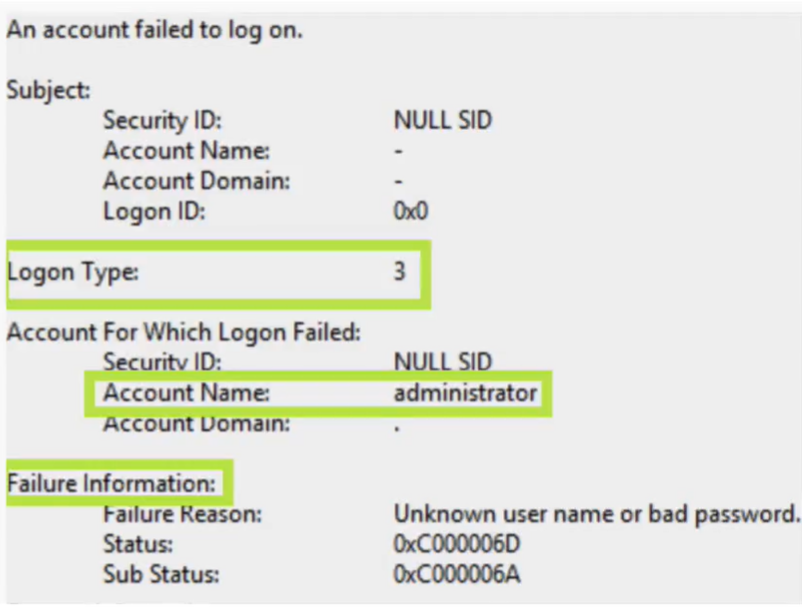 An account failed to log on.
Subject:
Security ID: NULL SID
Account Name: -
Account Domain: -
Logon ID: 0x0
Logon Type: 3
Account For Which Logon Failed:
Security ID: NULL SID
Account Name: administrator
Account Domain: .
Failure Information:
Failure Reason: Unknown user name or bad password.
Status: 0xC000006D
Sub Status: 0xC000006A